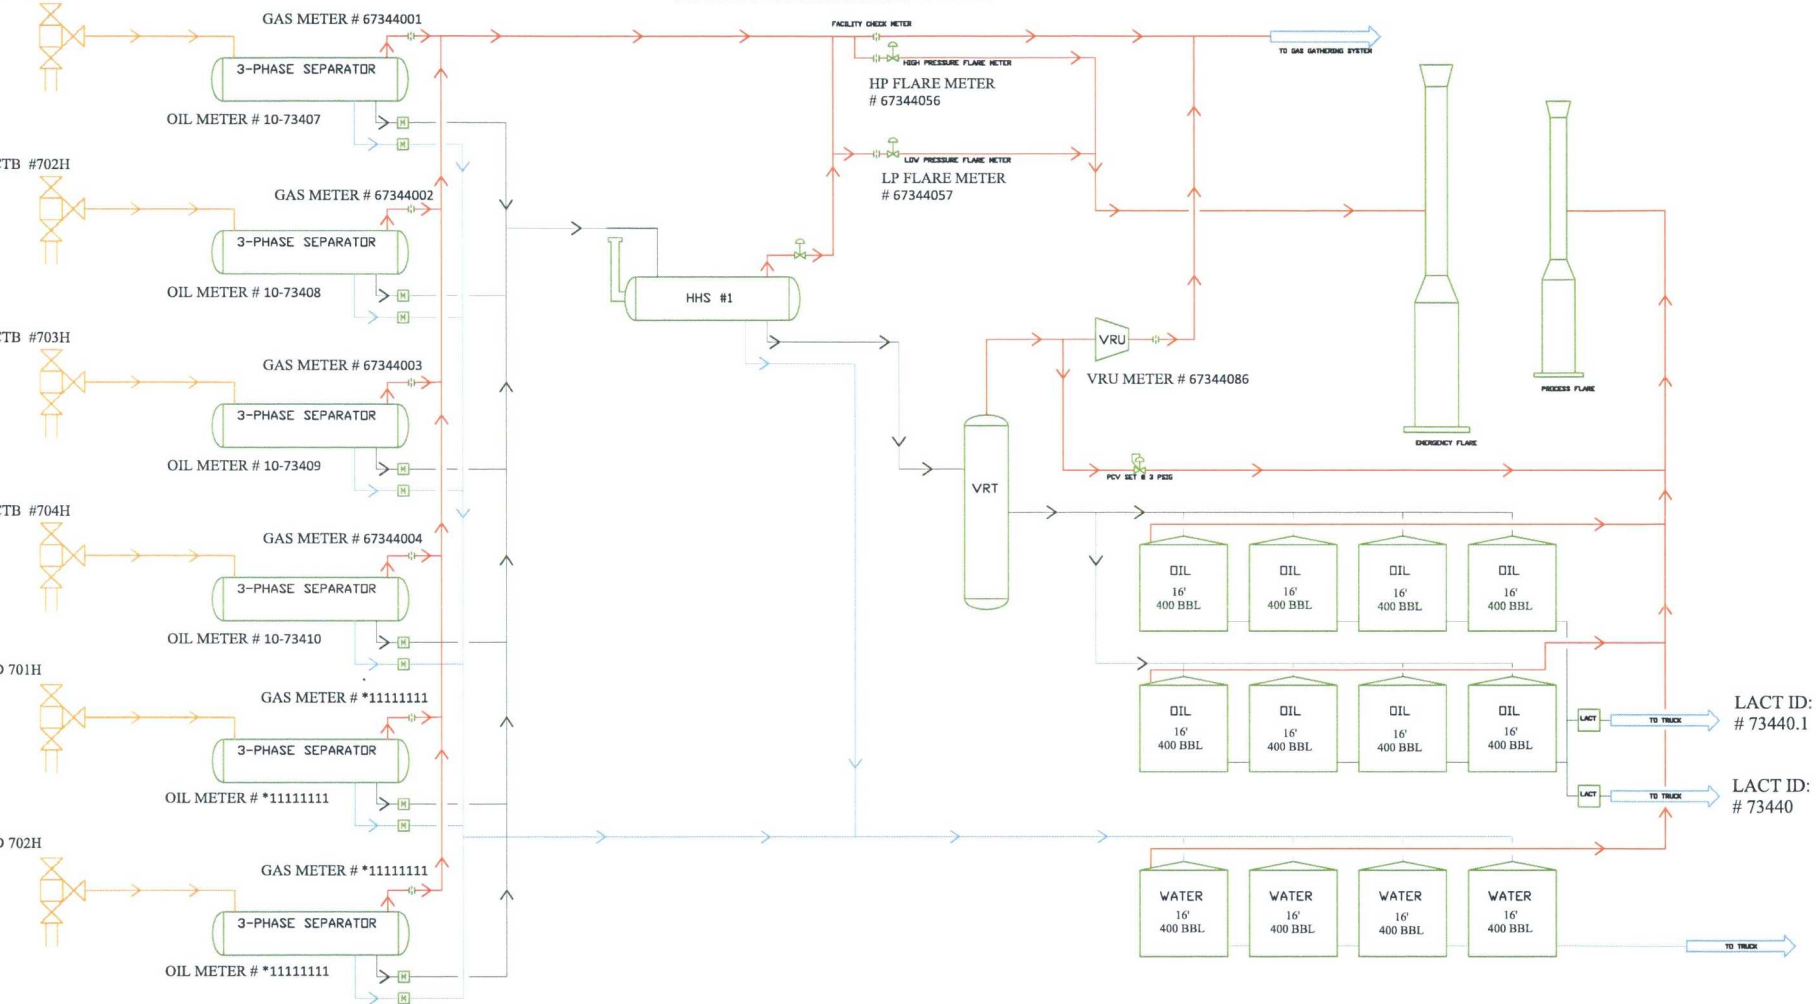 GAS METER # 67344001
FACILITY CHECK METER
TO GAS GATHERING SYSTEM
3-PHASE SEPARATOR
HIGH PRESSURE FLARE METER
HP FLARE METER
# 67344056
OIL METER # 10-73407
M
M
LOW PRESSURE FLARE METER
LP FLARE METER
# 67344057
CTB #702H
GAS METER # 67344002
3-PHASE SEPARATOR
OIL METER # 10-73408
M
M
HHS #1
CTB #703H
GAS METER # 67344003
3-PHASE SEPARATOR
OIL METER # 10-73409
M
M
VRU
VRU METER # 67344086
PROCESS FLARE
EMERGENCY FLARE
PCV SET @ 3 PSIG
VRT
CTB #704H
GAS METER # 67344004
3-PHASE SEPARATOR
OIL METER # 10-73410
M
M
OIL
16'
400 BBL
OIL
16'
400 BBL
OIL
16'
400 BBL
OIL
16'
400 BBL
701H
GAS METER # *11111111
3-PHASE SEPARATOR
OIL METER # *11111111
M
M
OIL
16'
400 BBL
OIL
16'
400 BBL
OIL
16'
400 BBL
OIL
16'
400 BBL
LACT
TO TRUCK
LACT ID:
# 73440.1
LACT
TO TRUCK
LACT ID:
# 73440
702H
GAS METER # *11111111
3-PHASE SEPARATOR
OIL METER # *11111111
M
M
WATER
16'
400 BBL
WATER
16'
400 BBL
WATER
16'
400 BBL
WATER
16'
400 BBL
TO TRUCK